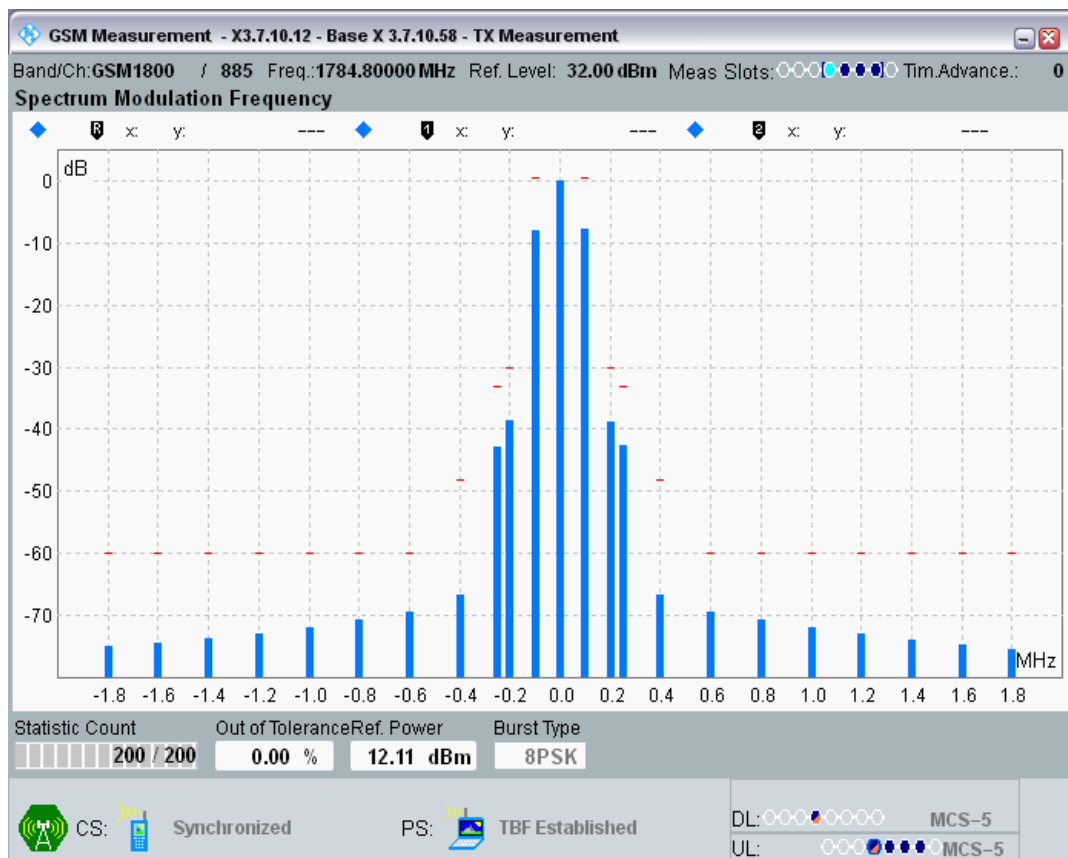 GSM Measurement - X3.7.10.12 - Base X 3.7.10.58 - TX Measurement
Band/Ch:GSM1800 / 885 Freq.:1784.80000 MHz Ref. Level: 32.00 dBm Meas Slots: Tim.Advance.: 0
Spectrum Modulation Frequency
R x: y: --- 1 x: y: --- 2 x: y: ---
dB
0
-10
-20
-30
-40
-50
-60
-70
MHz
-1.8 -1.6 -1.4 -1.2 -1.0 -0.8 -0.6 -0.4 -0.2 0.0 0.2 0.4 0.6 0.8 1.0 1.2 1.4 1.6 1.8
Statistic Count Out of Tolerance Ref. Power Burst Type
200 / 200 0.00 % 12.11 dBm 8PSK
CS: Synchronized PS: TBF Established
DL: MCS-5
UL: MCS-5